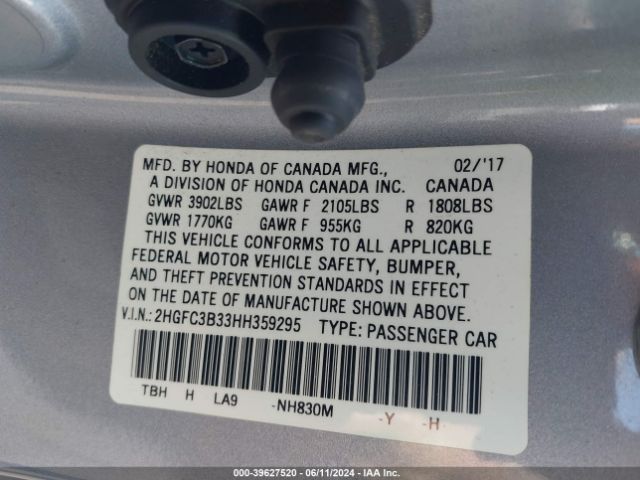 MFD. BY HONDA OF CANADA MFG., 02/'17
A DIVISION OF HONDA CANADA INC. CANADA
GVWR 3902LBS GAWR F 2105LBS R 1808LBS
GVWR 1770KG GAWR F 955KG R 820KG
THIS VEHICLE CONFORMS TO ALL APPLICABLE
FEDERAL MOTOR VEHICLE SAFETY, BUMPER,
AND THEFT PREVENTION STANDARDS IN EFFECT
ON THE DATE OF MANUFACTURE SHOWN ABOVE.
V.I.N.: 2HGFC3B33HH359295 TYPE: PASSENGER CAR
TBH H LA9 -NH830M -Y -H
000-39627520 - 06/11/2024 - IAA Inc.